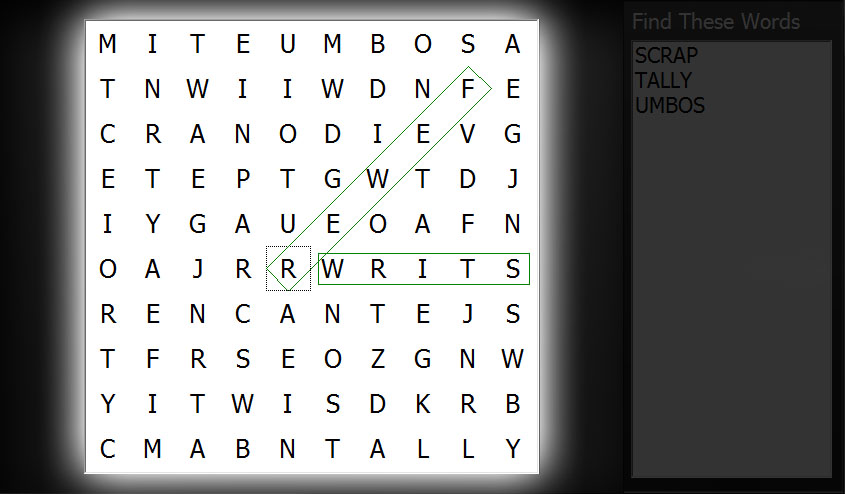 Find These Words
SCRAP
TALLY
UMBOS
M I T E U M B O S A
T N W I I W D N F E
C R A N O D I E V G
E T E P T G W T D J
I Y G A U E O A F N
O A J R R W R I T S
R E N C A N T E J S
T F R S E O Z G N W
Y I T W I S D K R B
C M A B N T A L L Y